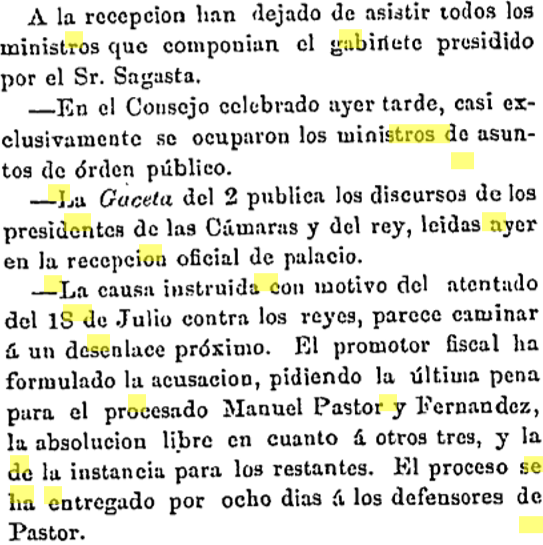 A la recepcion han dejado de asistir todos los
ministros que componian el gabinete presidido
por el Sr. Sagasta.
—En el Consejo celebrado ayer tarde, casi ex-
clusivamente se ocuparon los ministros de asun-
tos de órden público.
—La Gaceta del 2 publica los discursos de los
presidentes de las Cámaras y del rey, leidas ayer
en la recepcion oficial de palacio.
—La causa instruida con motivo del atentado
del 18 de Julio contra los reyes, parece caminar
á un desenlace próximo. El promotor fiscal ha
formulado la acusacion, pidiendo la última pena
para el procesado Manuel Pastor y Fernandez,
la absolucion libre en cuanto á otros tres, y la
de la instancia para los restantes. El proceso se
ha entregado por ocho dias á los defensores de
Pastor.